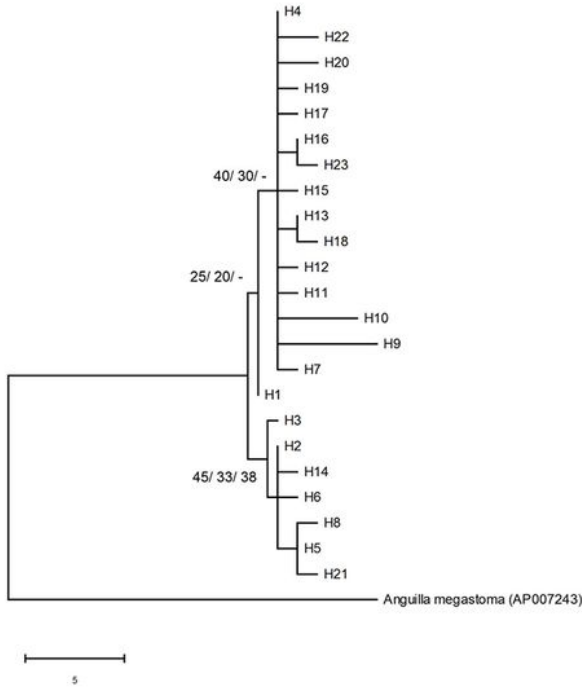 H4
H22
H20
H19
H17
H16
H23
40/ 30/ -
H15
H13
H18
H12
25/ 20/ -
H11
H10
H9
H7
H1
H3
H2
H14
45/ 33/ 38
H6
H8
H5
H21
Anguilla megastoma (AP007243)
5